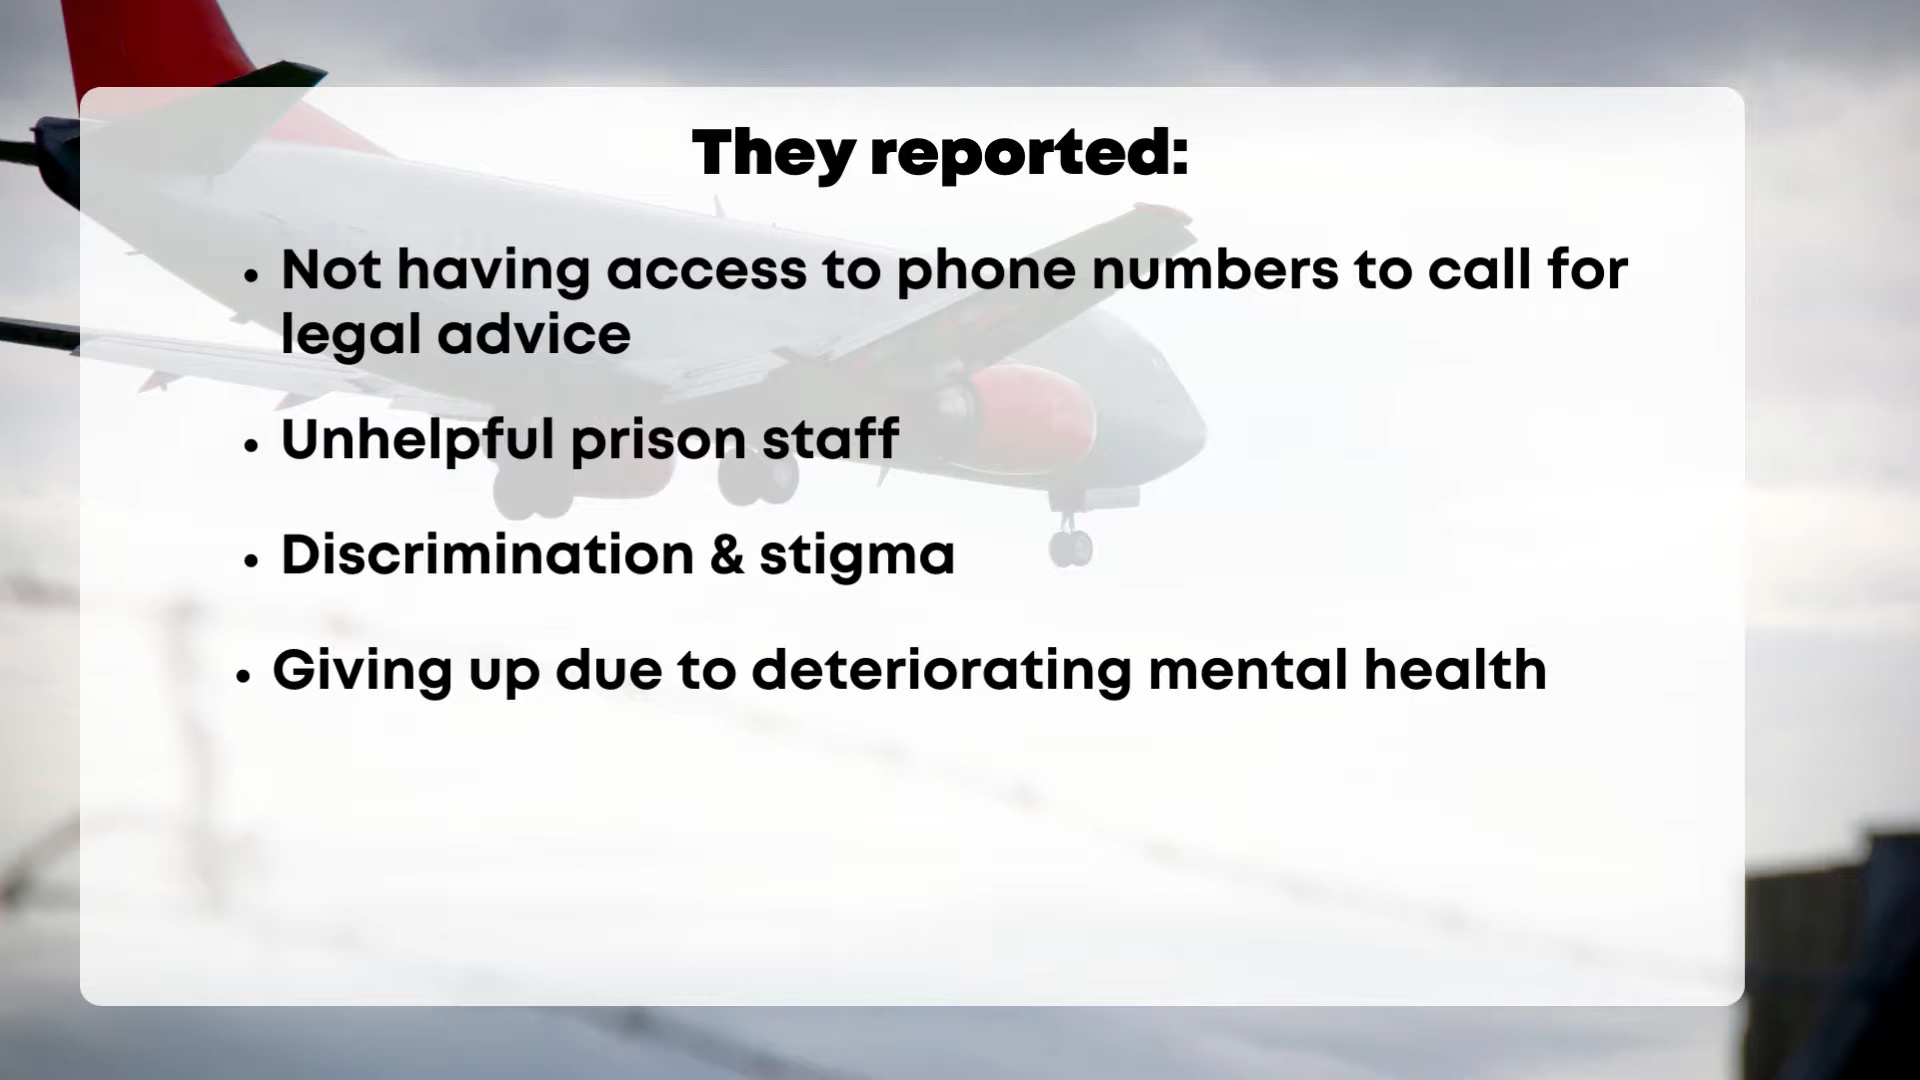 They reported:
• Not having access to phone numbers to call for
legal advice
• Unhelpful prison staff
• Discrimination & stigma
• Giving up due to deteriorating mental health